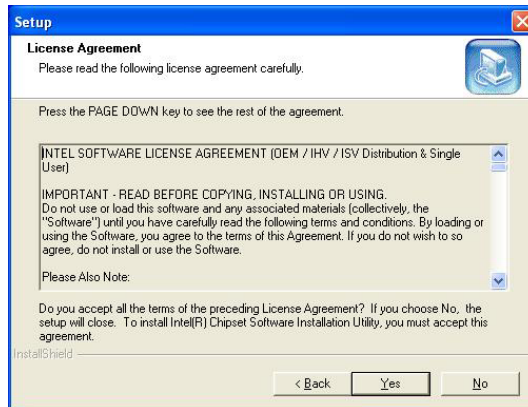 Setup
License Agreement
Please read the following license agreement carefully.
Press the PAGE DOWN key to see the rest of the agreement.
INTEL SOFTWARE LICENSE AGREEMENT (OEM / IHV / ISV Distribution & Single
User)
IMPORTANT - READ BEFORE COPYING, INSTALLING OR USING.
Do not use or load this software and any associated materials (collectively, the
"Software") until you have carefully read the following terms and conditions. By loading or
using the Software, you agree to the terms of this Agreement. If you do not wish to so
agree, do not install or use the Software.
Please Also Note:
Do you accept all the terms of the preceding License Agreement? If you choose No, the
setup will close. To install Intel(R) Chipset Software Installation Utility, you must accept this
agreement.
InstallShield
< Back
Yes
No